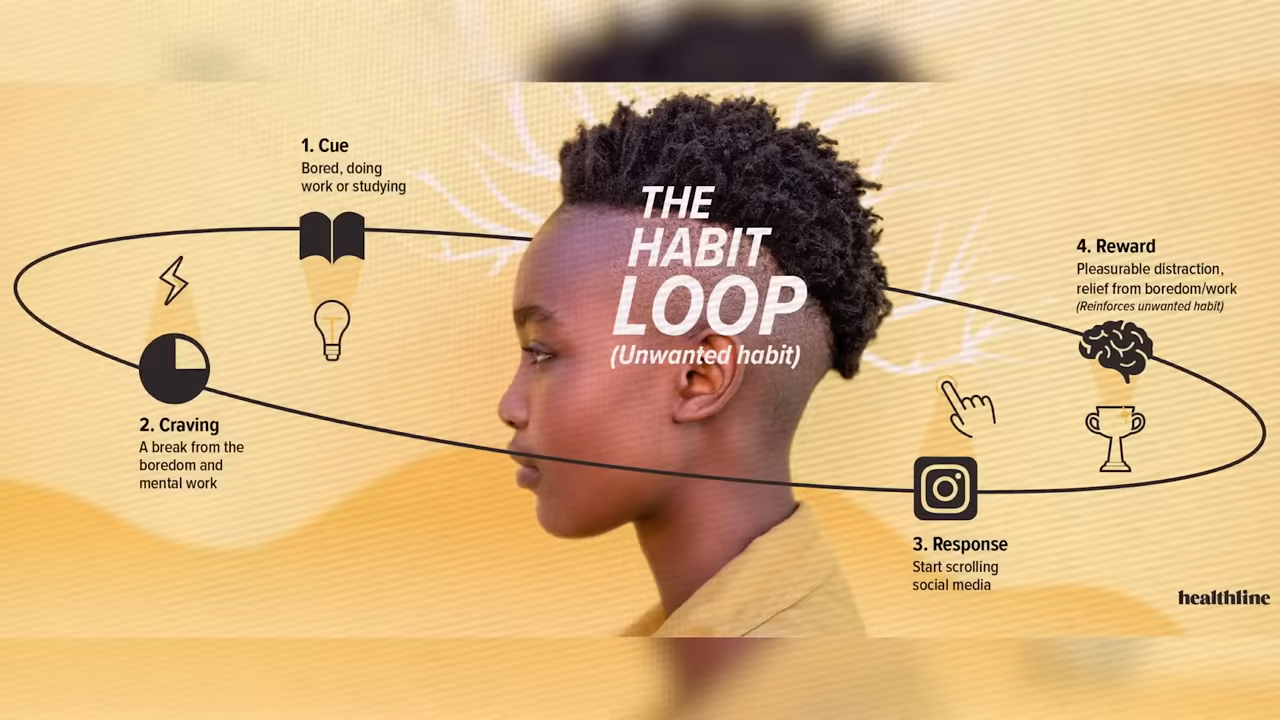 THE
HABIT
LOOP
(Unwanted habit)
1. Cue
Bored, doing
work or studying
2. Craving
A break from the
boredom and
mental work
3. Response
Start scrolling
social media
4. Reward
Pleasurable distraction,
relief from boredom/work
(Reinforces unwanted habit)
healthline